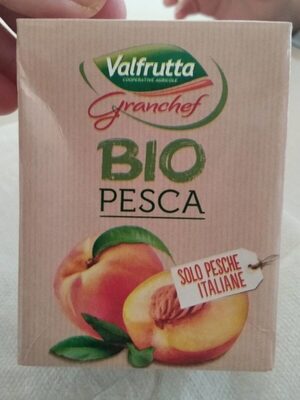 Valfrutta
COOPERATIVE AGRICOLE
Granchef
BIO
PESCA
SOLO PESCHE
ITALIANE